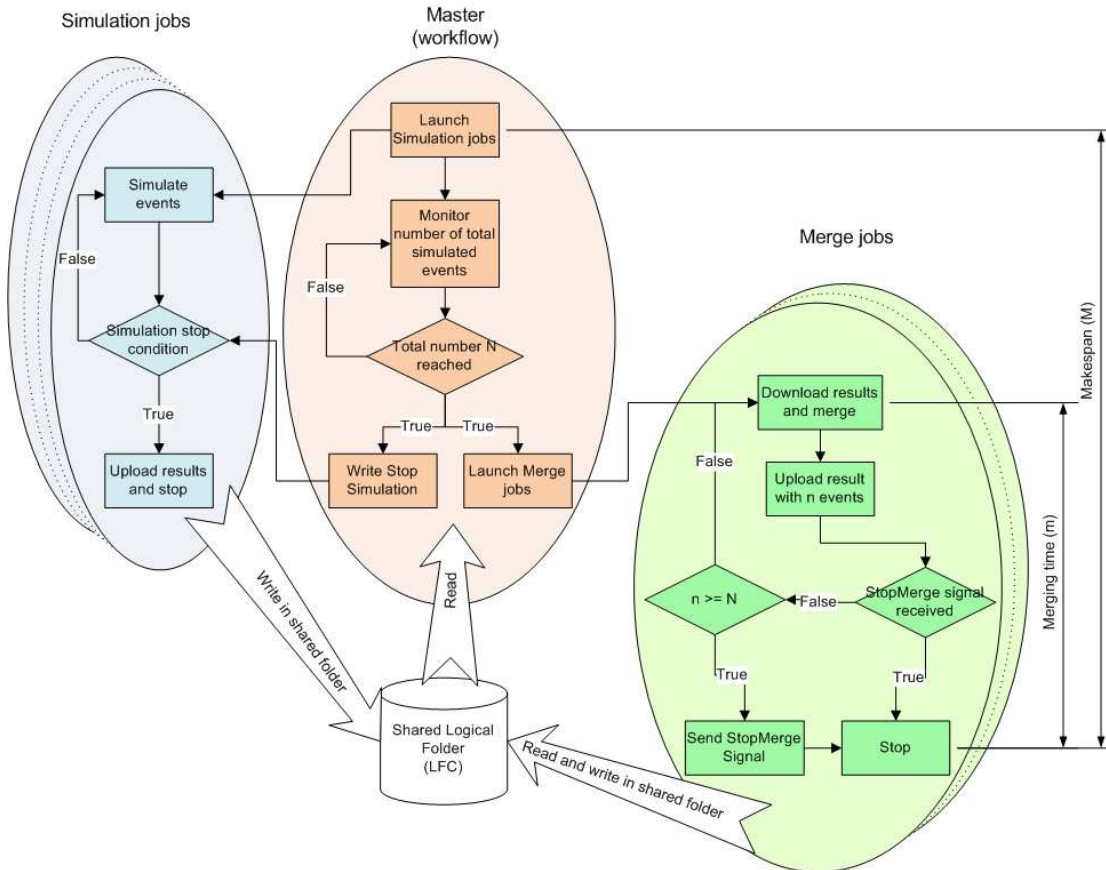 Simulation jobs
Master
(workflow)
Launch
Simulation jobs
Simulate
events
Monitor
number of total
simulated
events
False
False
Simulation stop
condition
Total number N
reached
True
True
True
Upload results
and stop
Write Stop
Simulation
Launch Merge
jobs
Merge jobs
Download results
and merge
False
Upload result
with n events
n >= N
False
StopMerge signal
received
True
True
Send StopMerge
Signal
Stop
Makespan (M)
Merging time (m)
Write in shared folder
Read
Shared Logical
Folder
(LFC)
Read and write in shared folder